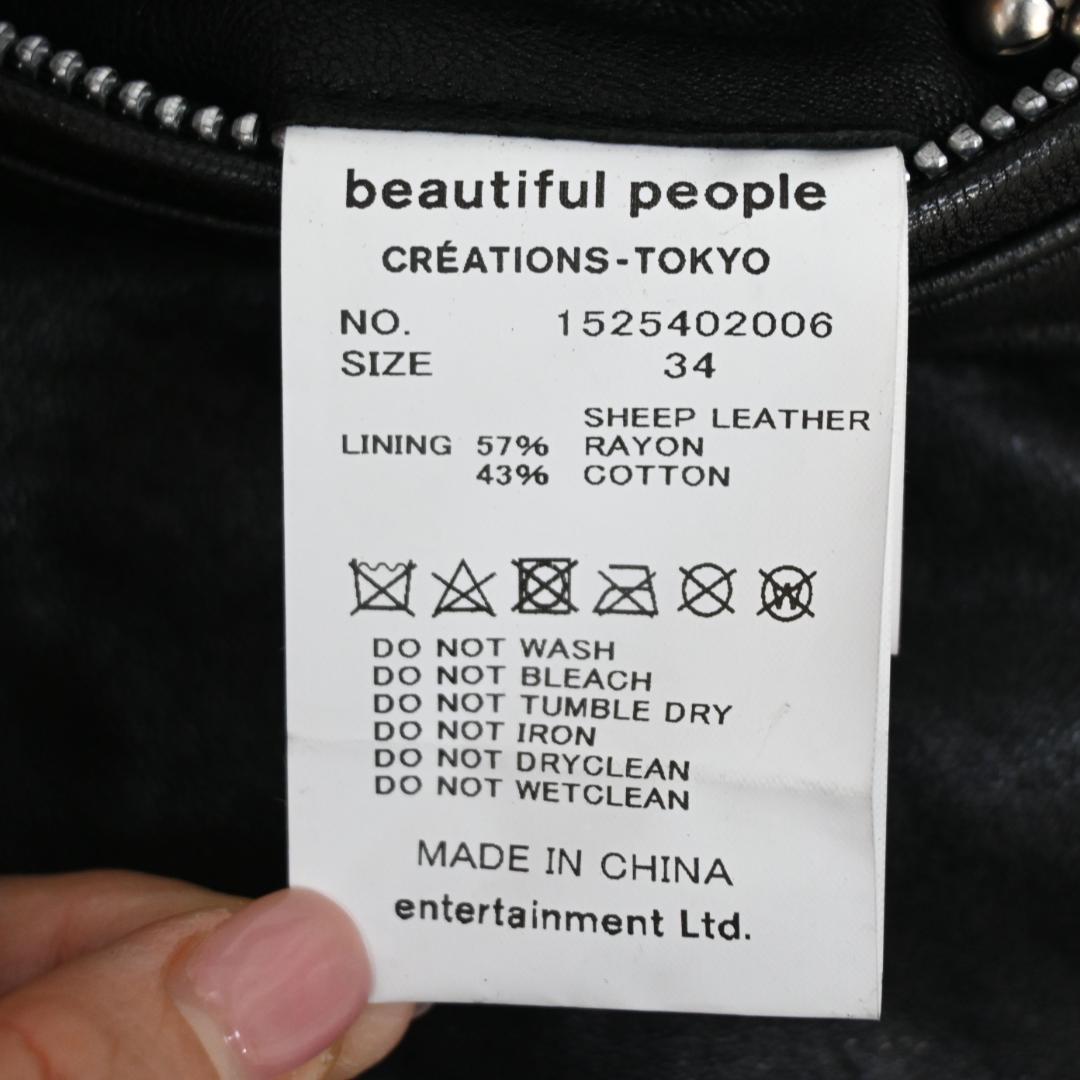 beautiful people
CRÉATIONS-TOKYO
NO. 1525402006
SIZE 34
SHEEP LEATHER
LINING 57% RAYON
43% COTTON
W
DO NOT WASH
DO NOT BLEACH
DO NOT TUMBLE DRY
DO NOT IRON
DO NOT DRYCLEAN
DO NOT WETCLEAN
MADE IN CHINA
entertainment Ltd.